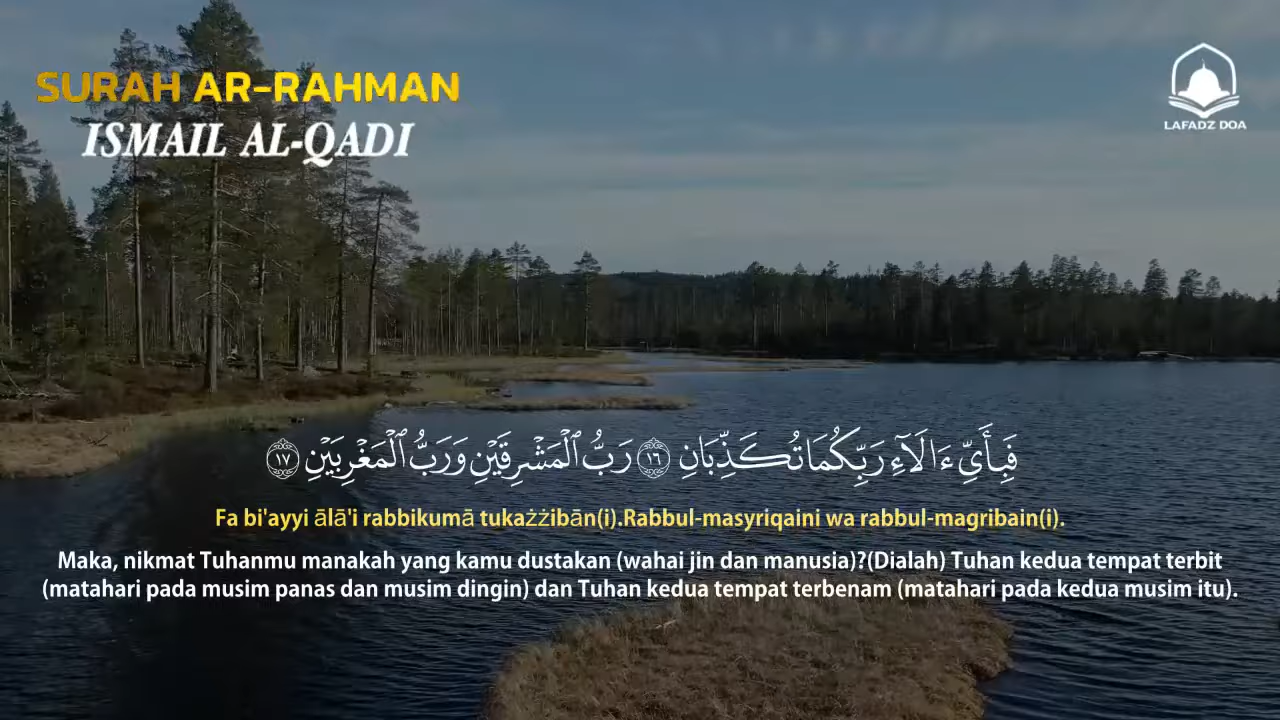 SURAH AR-RAHMAN
ISMAIL AL-QADI
LAFADZ DOA
فَبِأَيِّ ءَالَآءِ رَبِّكُمَا تُكَذِّبَانِ ١٦ رَبُّ ٱلْمَشْرِقَيْنِ وَرَبُّ ٱلْمَغْرِبَيْنِ ١٧
Fa bi'ayyi ālā'i rabbikumā tukażżibān(i).Rabbul-masyriqaini wa rabbul-magribain(i).
Maka, nikmat Tuhanmu manakah yang kamu dustakan (wahai jin dan manusia)?(Dialah) Tuhan kedua tempat terbit
(matahari pada musim panas dan musim dingin) dan Tuhan kedua tempat terbenam (matahari pada kedua musim itu).